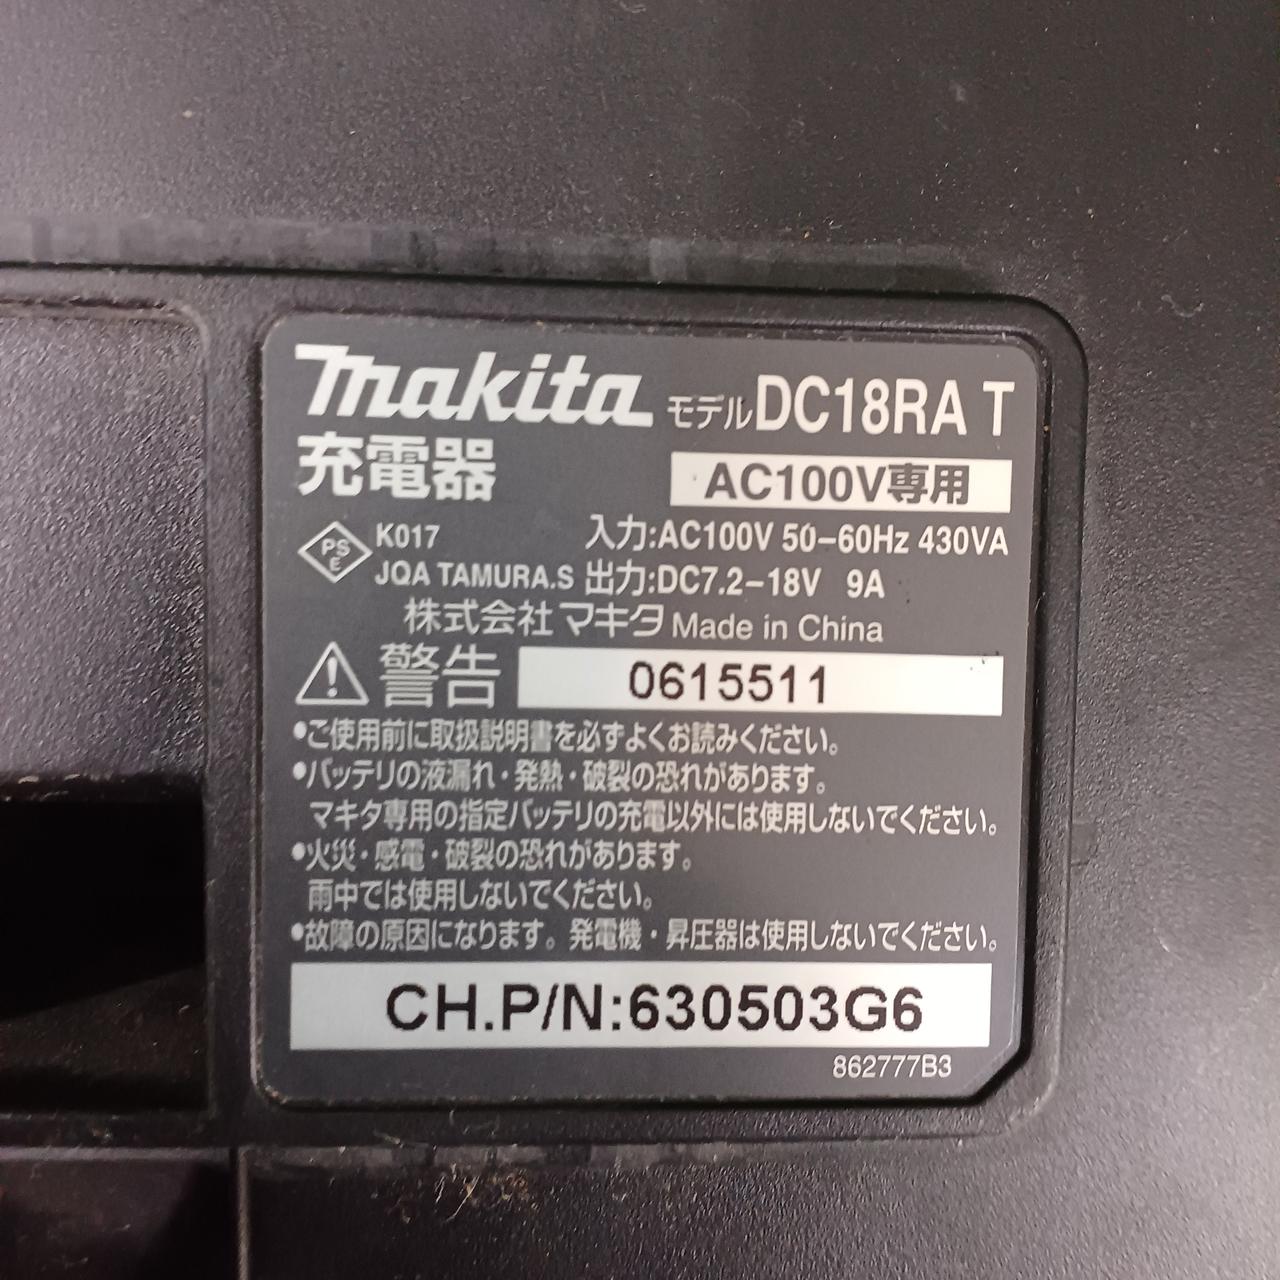 makita モデル DC18RA T
充電器 AC100V専用
PS E K017 入力:AC100V 50–60Hz 430VA
JQA TAMURA.S 出力:DC7.2–18V 9A
株式会社 マキタ Made in China
警告 0615511
•ご使用前に取扱説明書を必ずよくお読みください。
•バッテリの液漏れ・発熱・破裂の恐れがあります。
マキタ専用の指定バッテリの充電以外には使用しないでください。
•火災・感電・破裂の恐れがあります。
雨中では使用しないでください。
•故障の原因になります。発電機・昇圧器は使用しないでください。
CH.P/N:630503G6
862777B3